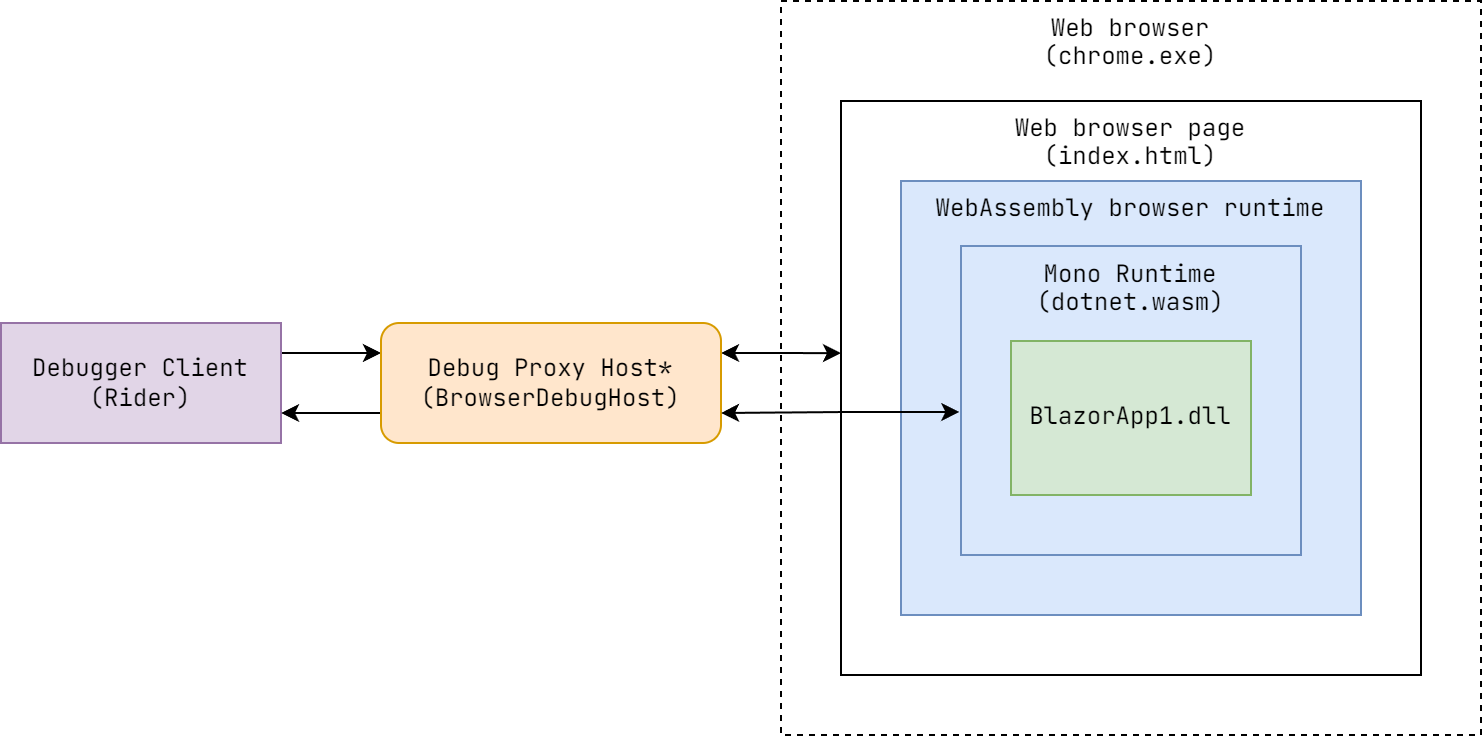 Web browser
(chrome.exe)
Web browser page
(index.html)
WebAssembly browser runtime
Mono Runtime
(dotnet.wasm)
Debugger Client
(Rider)
Debug Proxy Host*
(BrowserDebugHost)
BlazorApp1.dll